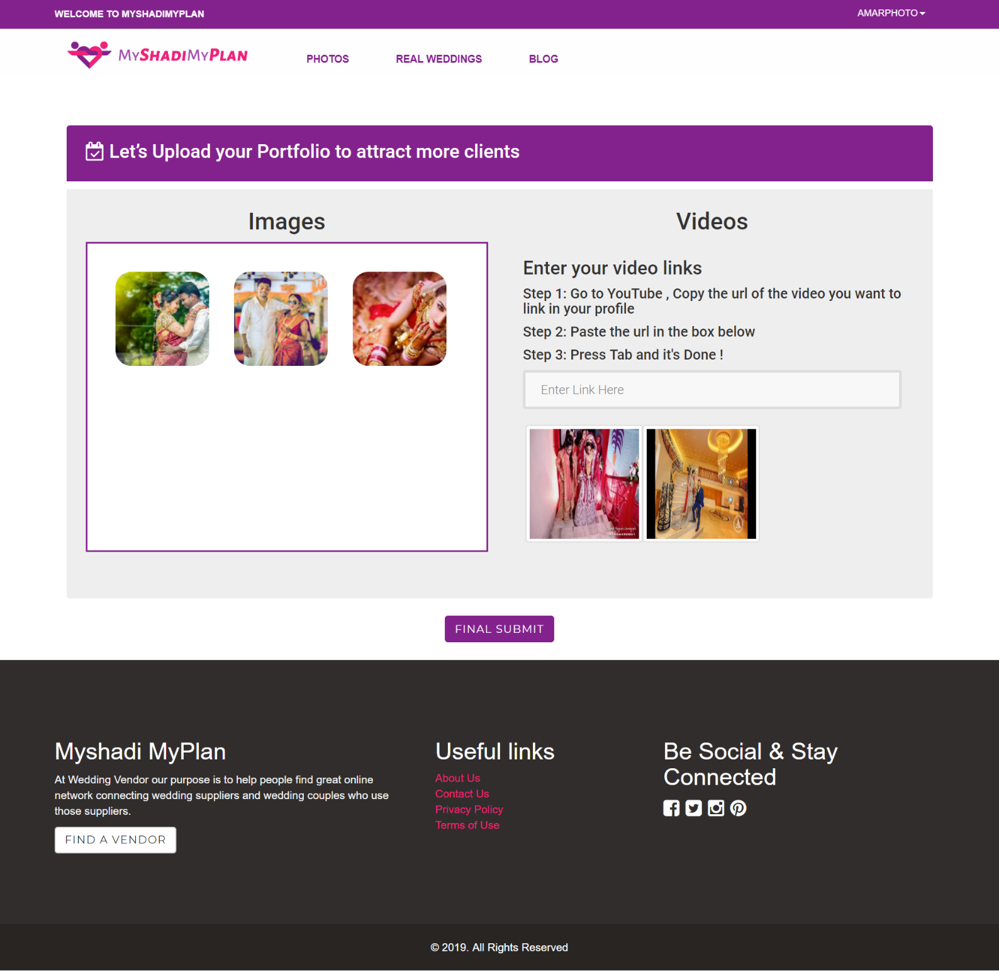 WELCOME TO MYSHADIMYPLAN
AMARPHOTO
MYSHADIMYPLAN
PHOTOS
REAL WEDDINGS
BLOG
Let’s Upload your Portfolio to attract more clients
Images
Videos
Enter your video links
Step 1: Go to YouTube , Copy the url of the video you want to
link in your profile
Step 2: Paste the url in the box below
Step 3: Press Tab and it's Done !
Enter Link Here
A
FINAL SUBMIT
Myshadi MyPlan
At Wedding Vendor our purpose is to help people find great online
network connecting wedding suppliers and wedding couples who use
those suppliers.
FIND A VENDOR
Useful links
About Us
Contact Us
Privacy Policy
Terms of Use
Be Social & Stay
Connected
© 2019. All Rights Reserved